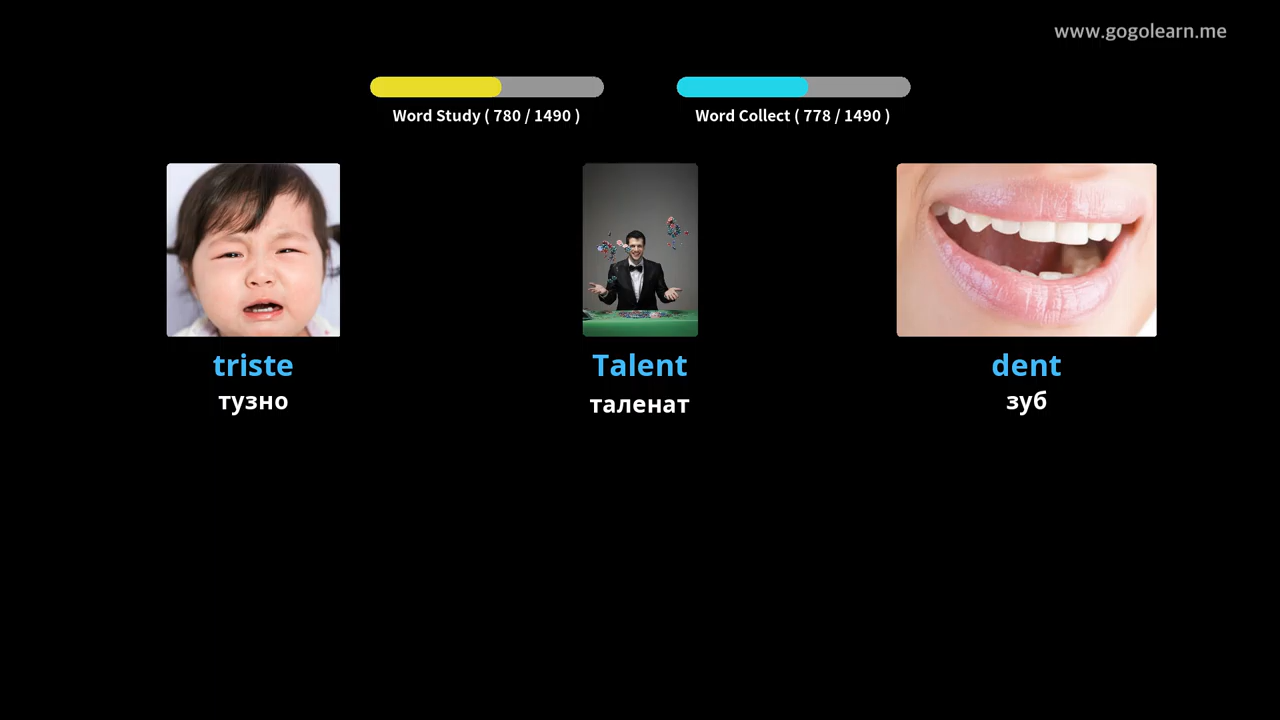 www.gogolearn.me
Word Study ( 780 / 1490 )
Word Collect ( 778 / 1490 )
triste
тузно
Talent
таленат
dent
зуб